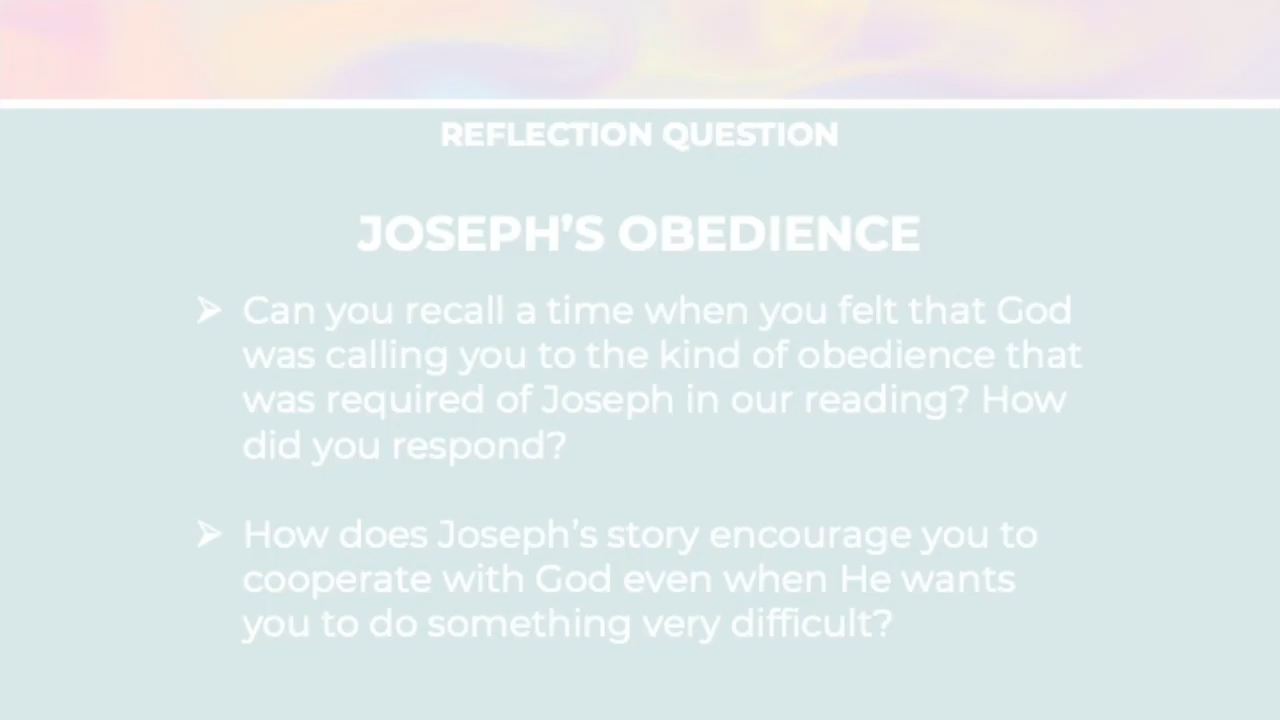 REFLECTION QUESTION
JOSEPH’S OBEDIENCE
➢ Can you recall a time when you felt that God
was calling you to the kind of obedience that
was required of Joseph in our reading? How
did you respond?
➢ How does Joseph’s story encourage you to
cooperate with God even when He wants
you to do something very difficult?